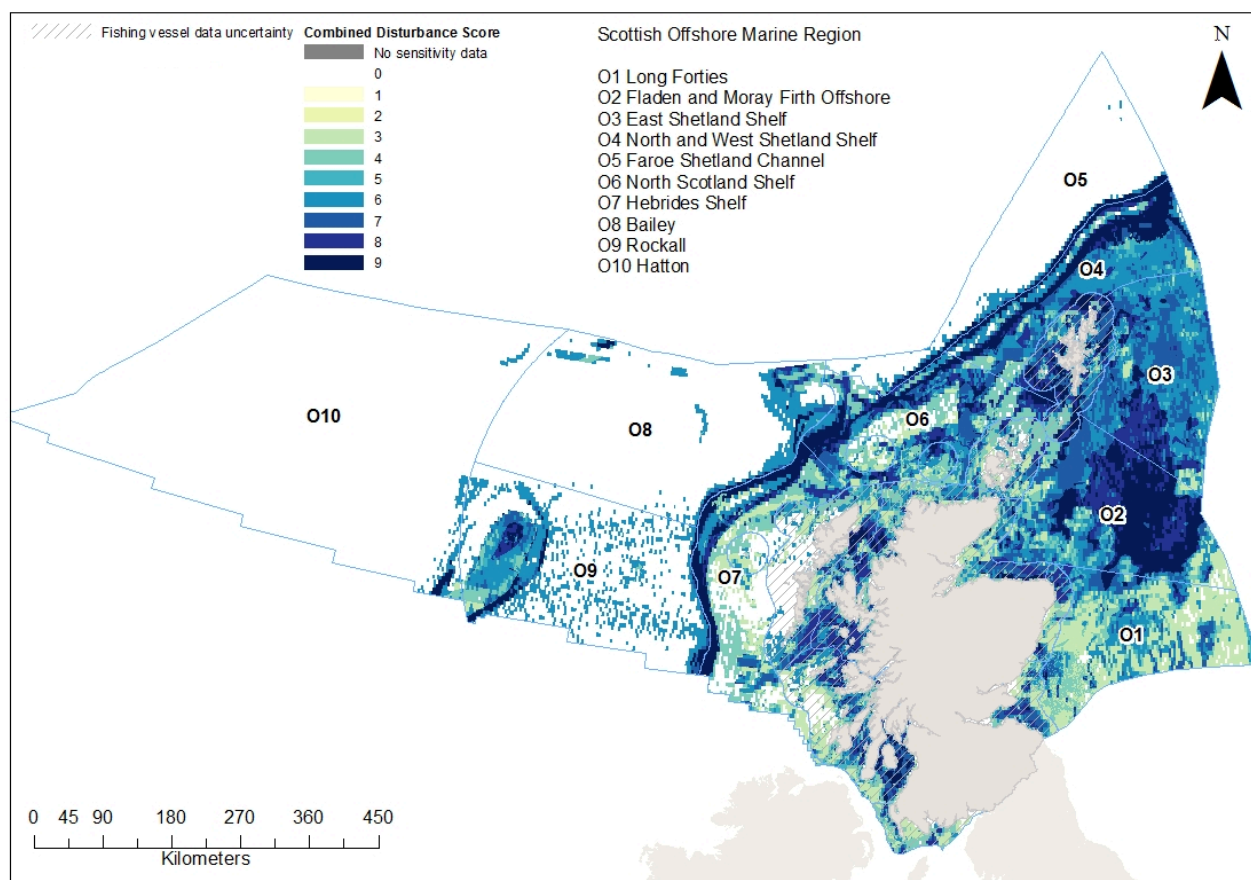 Fishing vessel data uncertainty
Combined Disturbance Score
No sensitivity data
0
1
2
3
4
5
6
7
8
9
Scottish Offshore Marine Region
O1 Long Forties
O2 Fladen and Moray Firth Offshore
O3 East Shetland Shelf
O4 North and West Shetland Shelf
O5 Faroe Shetland Channel
O6 North Scotland Shelf
O7 Hebrides Shelf
O8 Bailey
O9 Rockall
O10 Hatton
N
O5
O4
O3
O6
O10
O8
O2
O9
O7
O1
0 45 90 180 270 360 450
Kilometers